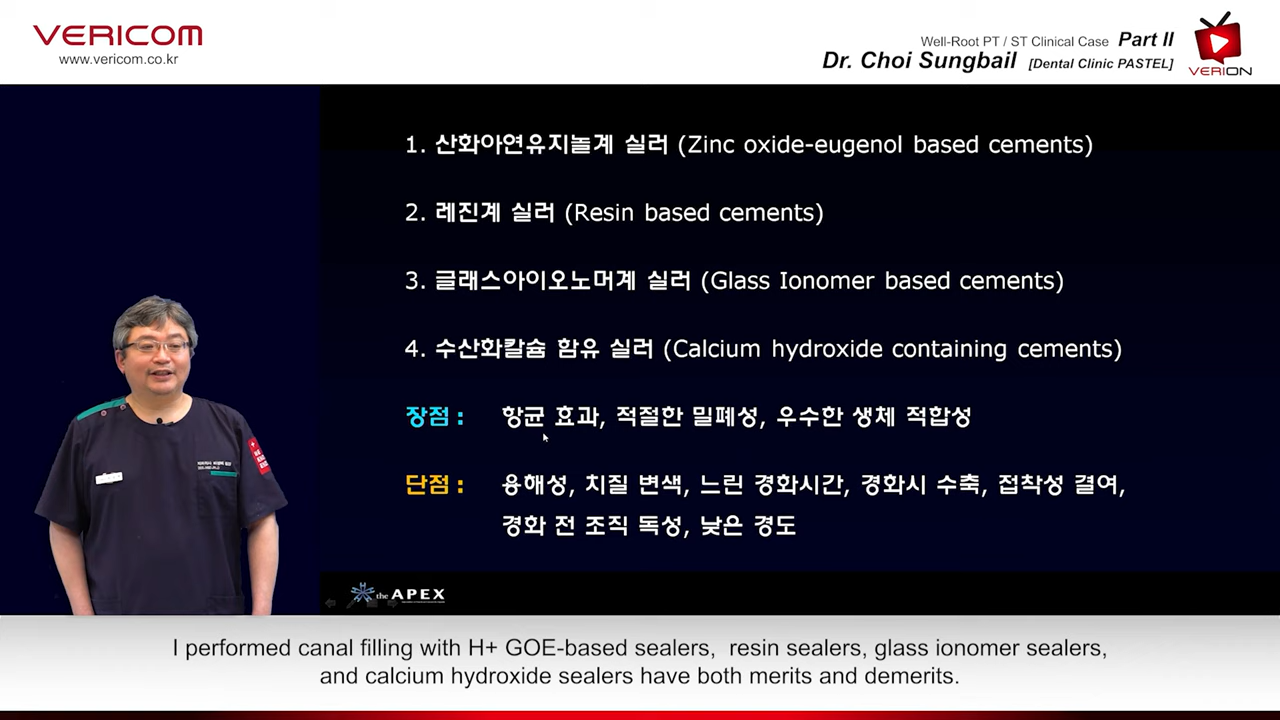 VERICOM
www.vericom.co.kr
Well-Root PT / ST Clinical Case Part II
Dr. Choi Sungbail [Dental Clinic PASTEL]
VERION
1. 산화아연유지놀계 실러 (Zinc oxide-eugenol based cements)
2. 레진계 실러 (Resin based cements)
3. 글래스아이오노머계 실러 (Glass Ionomer based cements)
4. 수산화칼슘 함유 실러 (Calcium hydroxide containing cements)
장점 : 항균 효과, 적절한 밀폐성, 우수한 생체 적합성
단점 : 용해성, 치질 변색, 느린 경화시간, 경화시 수축, 접착성 결여,
경화 전 조직 독성, 낮은 경도
the APEX
I performed canal filling with H+ GOE-based sealers, resin sealers, glass ionomer sealers,
and calcium hydroxide sealers have both merits and demerits.